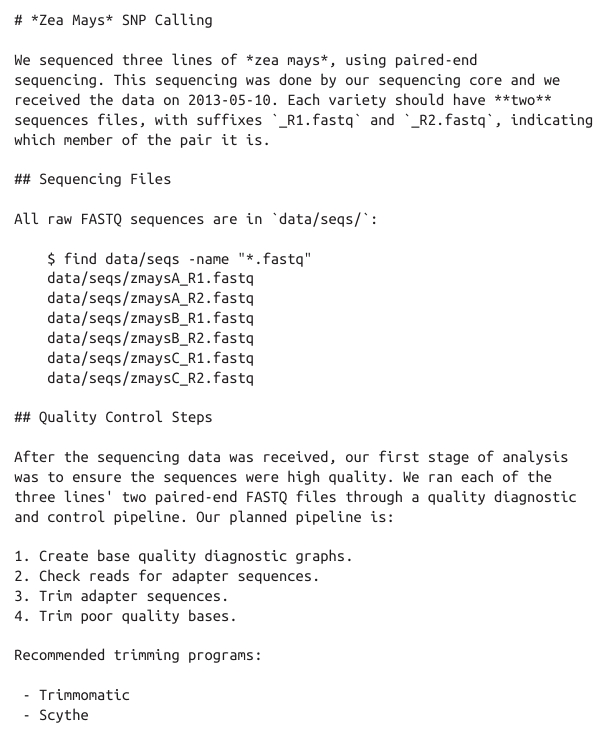 # *Zea Mays* SNP Calling
We sequenced three lines of *zea mays*, using paired-end
sequencing. This sequencing was done by our sequencing core and we
received the data on 2013-05-10. Each variety should have **two**
sequences files, with suffixes `_R1.fastq` and `_R2.fastq`, indicating
which member of the pair it is.
## Sequencing Files
All raw FASTQ sequences are in `data/seqs/`:
$ find data/seqs -name "*.fastq"
data/seqs/zmaysA_R1.fastq
data/seqs/zmaysA_R2.fastq
data/seqs/zmaysB_R1.fastq
data/seqs/zmaysB_R2.fastq
data/seqs/zmaysC_R1.fastq
data/seqs/zmaysC_R2.fastq
## Quality Control Steps
After the sequencing data was received, our first stage of analysis
was to ensure the sequences were high quality. We ran each of the
three lines' two paired-end FASTQ files through a quality diagnostic
and control pipeline. Our planned pipeline is:
1. Create base quality diagnostic graphs.
2. Check reads for adapter sequences.
3. Trim adapter sequences.
4. Trim poor quality bases.
Recommended trimming programs:
- Trimmomatic
- Scythe